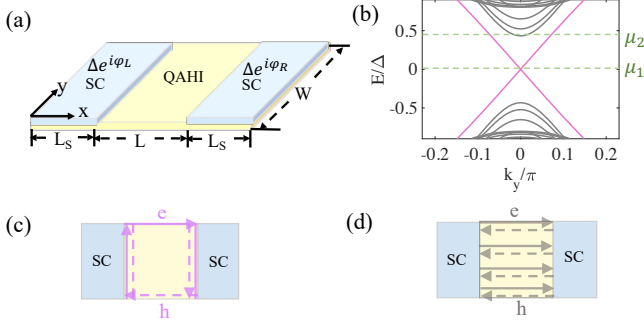 (a)
Δe^{iφ_L}
SC
QAHI
Δe^{iφ_R}
SC
W
y
x
L_S
L
L_S
(b)
E/Δ
0.5
0
-0.5
-0.2
-0.1
0
0.1
0.2
k_y/π
μ_2
μ_1
(c)
e
SC
SC
h
(d)
e
SC
SC
h